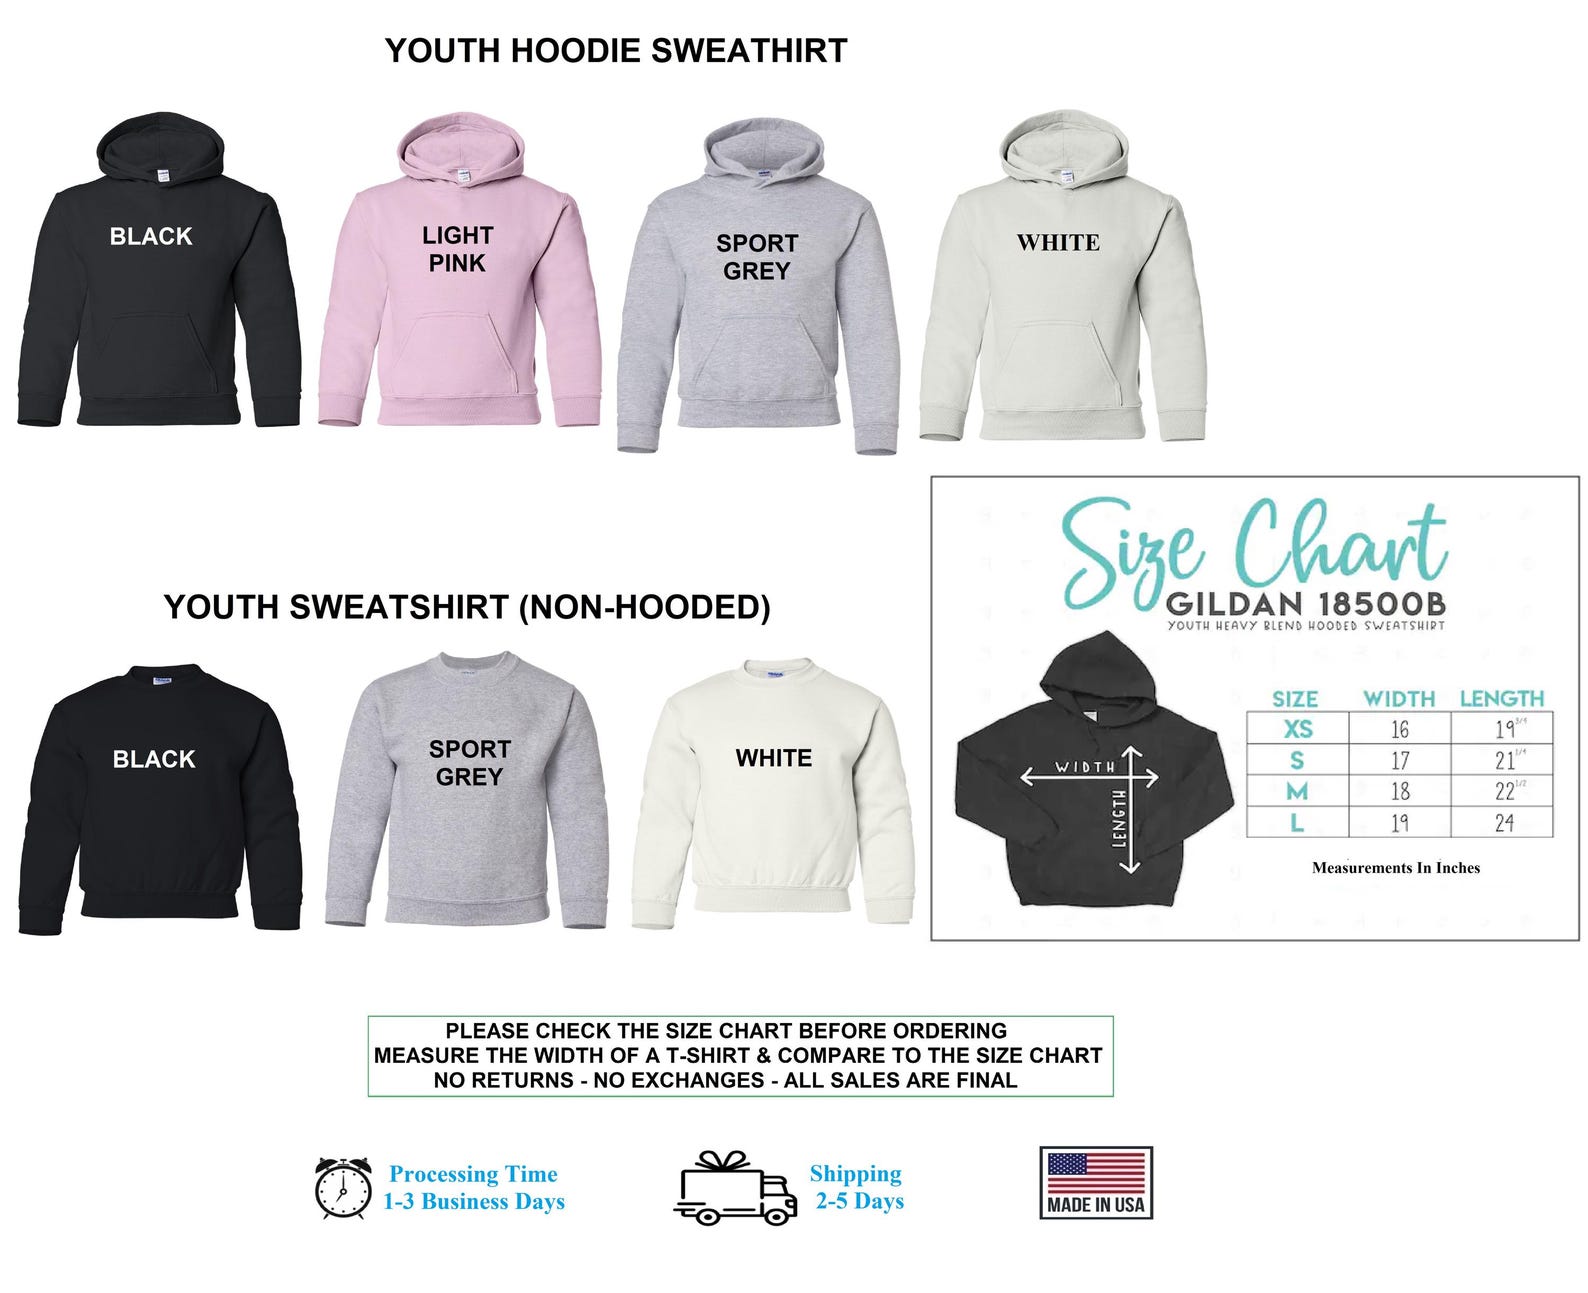 YOUTH HOODIE SWEATHIRT
BLACK
LIGHT
PINK
SPORT
GREY
WHITE
YOUTH SWEATSHIRT (NON-HOODED)
BLACK
SPORT
GREY
WHITE
Size Chart
GILDAN 18500B
YOUTH HEAVY BLEND HOODED SWEATSHIRT
WIDTH
LENGTH
SIZE WIDTH LENGTH
XS 16 19 3/4
S 17 21 1/4
M 18 22 1/2
L 19 24
Measurements In Inches
PLEASE CHECK THE SIZE CHART BEFORE ORDERING
MEASURE THE WIDTH OF A T-SHIRT & COMPARE TO THE SIZE CHART
NO RETURNS - NO EXCHANGES - ALL SALES ARE FINAL
Processing Time
1-3 Business Days
Shipping
2-5 Days
MADE IN USA